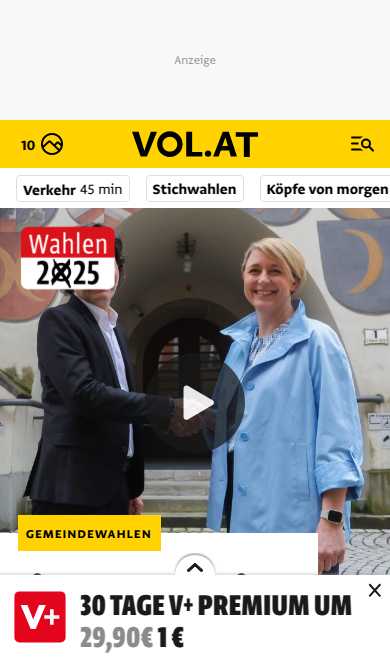 Anzeige
10
VOL.AT
Verkehr 45 min
Stichwahlen
Köpfe von morgen
Wahlen
2025
GEMEINDEWAHLEN
V+
30 TAGE V+ PREMIUM UM
29,90€ 1 €